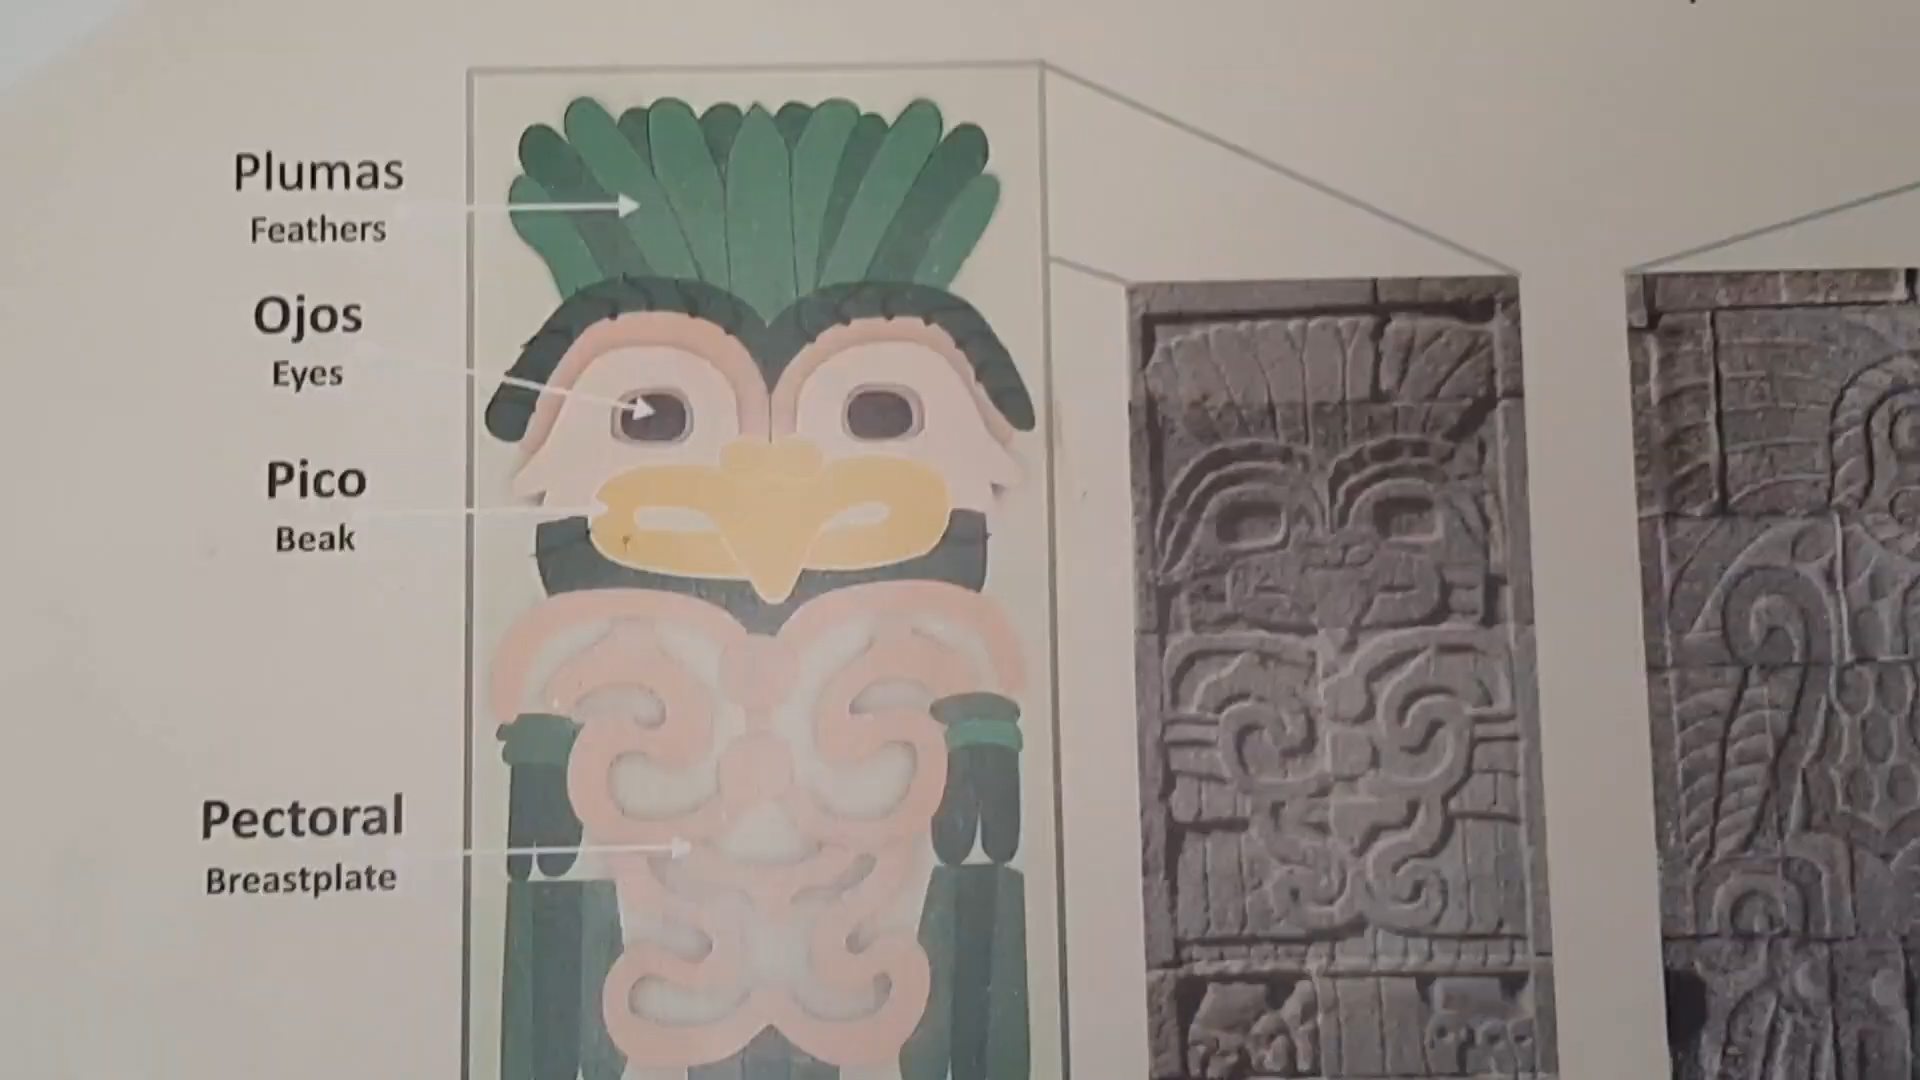 Plumas
Feathers
Ojos
Eyes
Pico
Beak
Pectoral
Breastplate